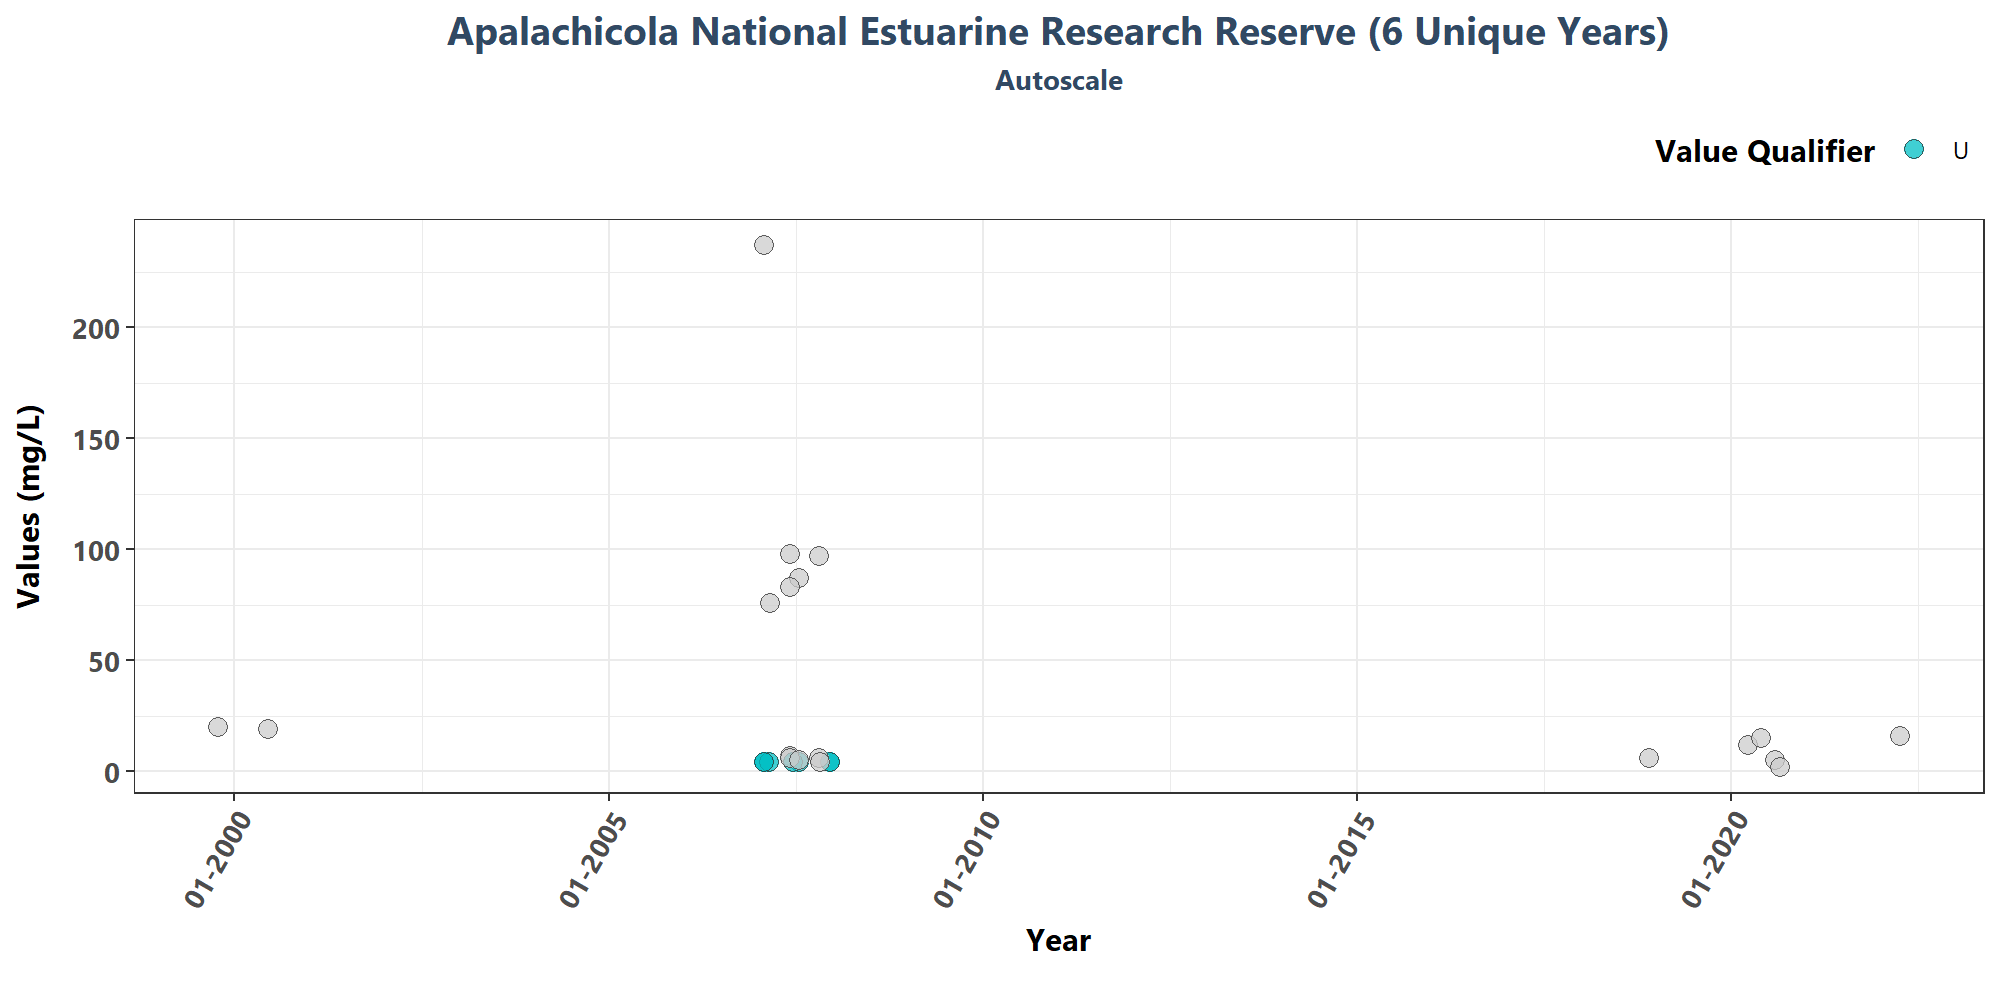 Apalachicola National Estuarine Research Reserve (6 Unique Years)
Autoscale
Value Qualifier U
Values (mg/L)
200
150
100
50
0
01-2000
01-2005
01-2010
01-2015
01-2020
Year